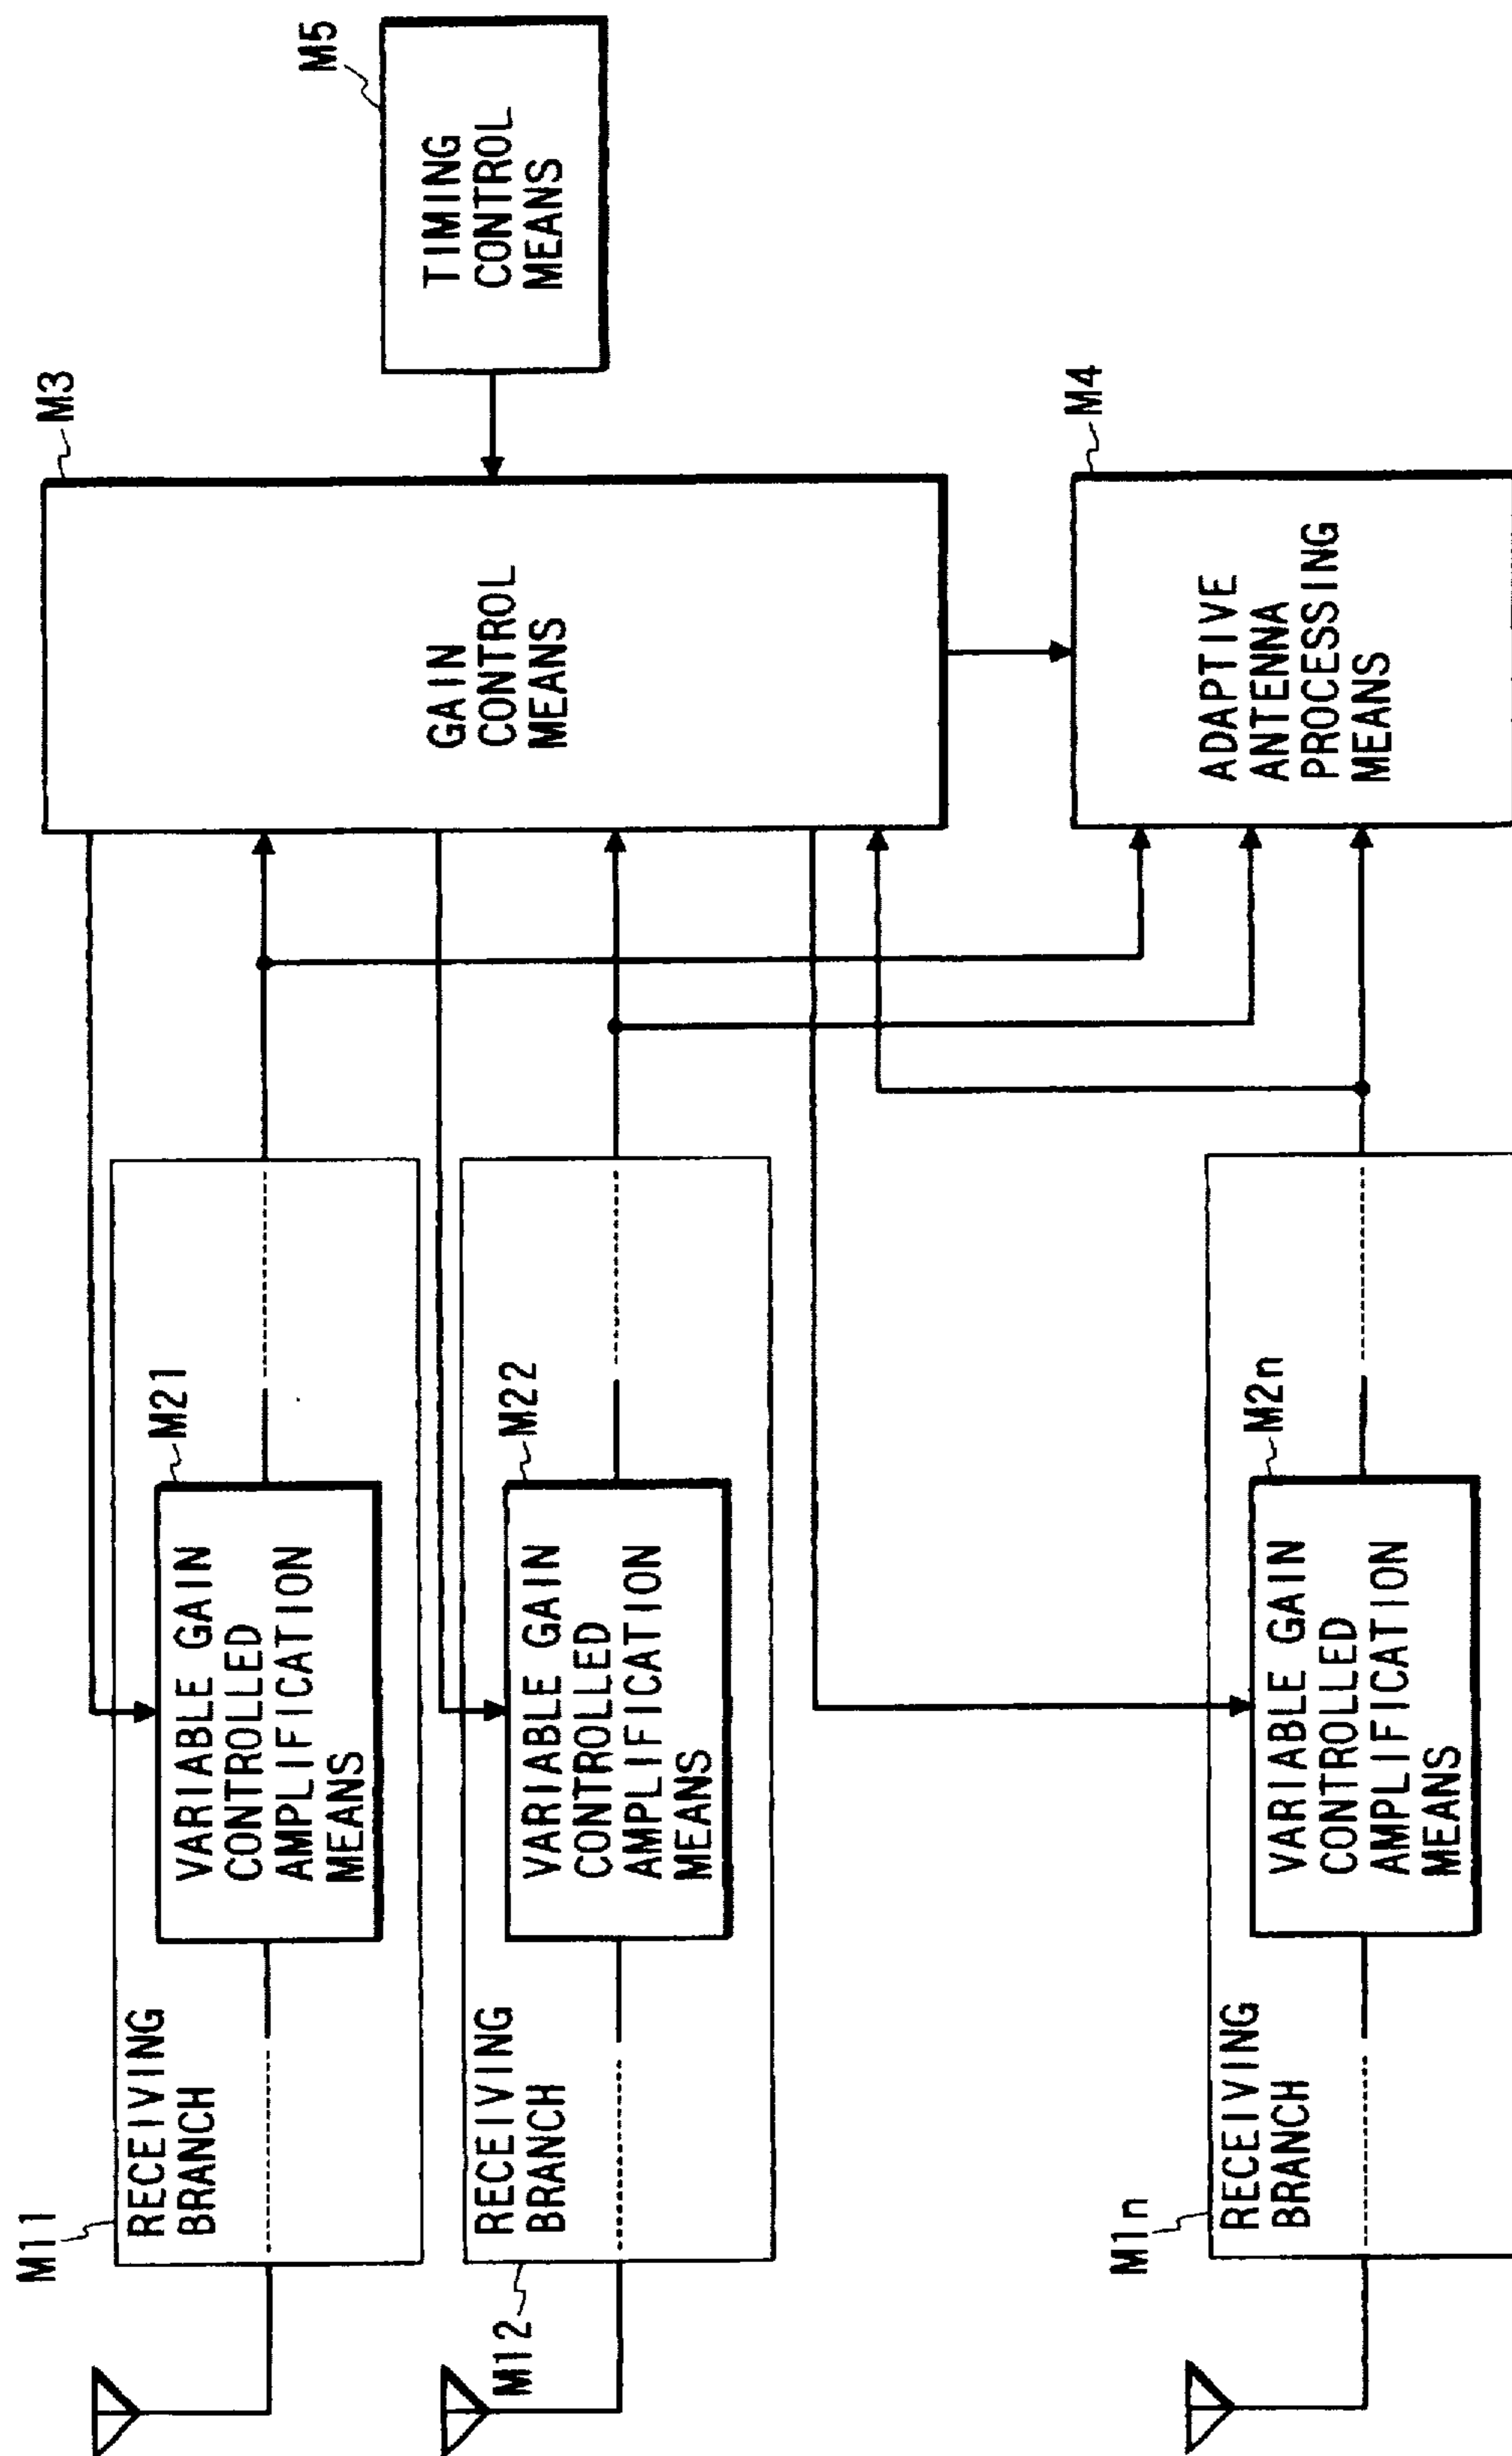 M11
RECEIVING
BRANCH
M21
VARIABLE GAIN
CONTROLLED
AMPLIFICATION
MEANS
M12
RECEIVING
BRANCH
M22
VARIABLE GAIN
CONTROLLED
AMPLIFICATION
MEANS
M1n
RECEIVING
BRANCH
M2n
VARIABLE GAIN
CONTROLLED
AMPLIFICATION
MEANS
M3
GAIN
CONTROL
MEANS
M4
ADAPTIVE
ANTENNA
PROCESSING
MEANS
M5
TIMING
CONTROL
MEANS